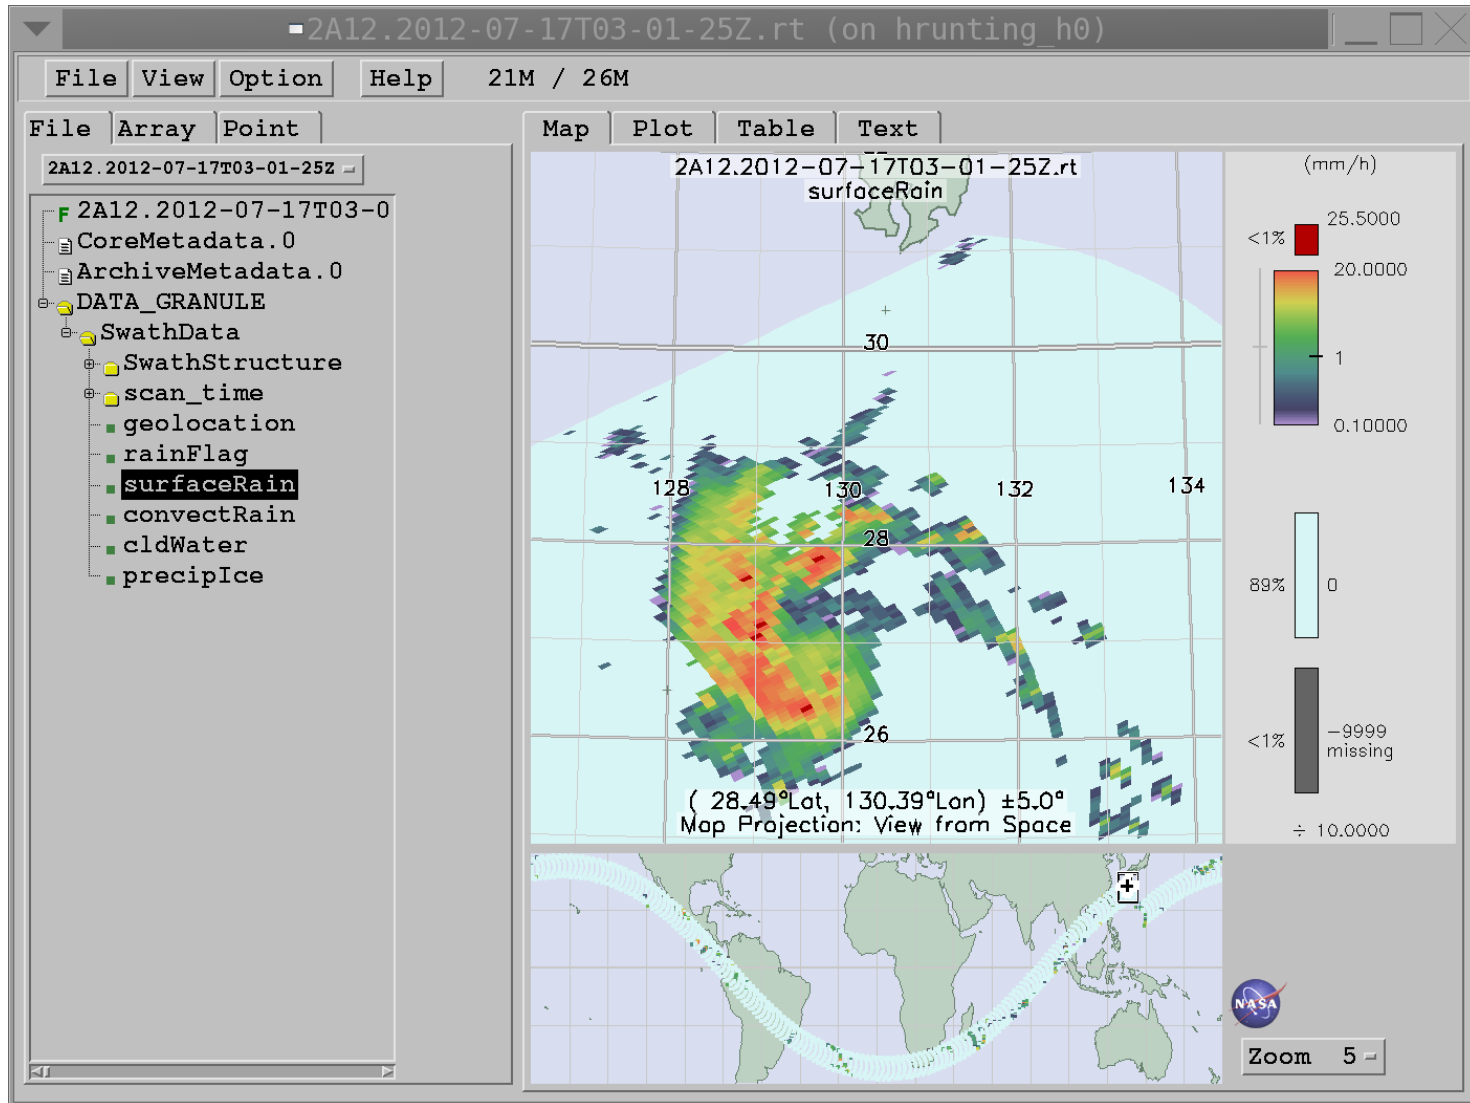 2A12.2012-07-17T03-01-25Z.rt (on hrunting_h0)
File View Option Help 21M / 26M
File Array Point
Map Plot Table Text
2A12.2012-07-17T03-01-25Z
F 2A12.2012-07-17T03-0
CoreMetadata.0
ArchiveMetadata.0
DATA_GRANULE
SwathData
SwathStructure
scan_time
geolocation
rainFlag
surfaceRain
convectRain
cldWater
precipIce
2A12.2012-07-17T03-01-25Z.rt
surfaceRain
30
128 130 132 134
28
26
( 28.49°Lat, 130.39°Lon) ±5.0°
Map Projection: View from Space
(mm/h)
25.5000
<1%
20.0000
1
0.10000
89% 0
<1% -9999
missing
÷ 10.0000
NASA
Zoom 5